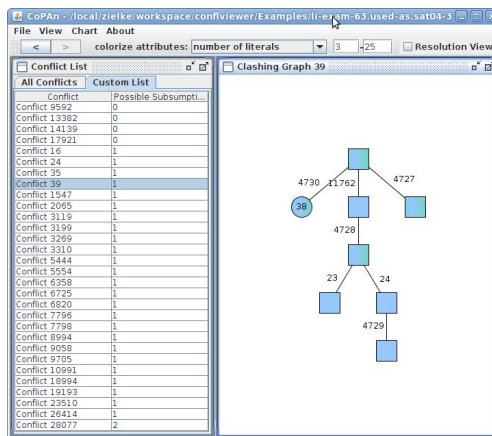 CoPAn - /local/zielke/workspace/conflviewer/Examples/li-exam-63.used-as.sat04-3
File View Chart About
< > colorize attributes: number of literals 3 -25 Resolution View
Conflict List
All Conflicts Custom List
Conflict Possible Subsumpti...
Conflict 9592 0
Conflict 13382 0
Conflict 14139 0
Conflict 17921 0
Conflict 16 1
Conflict 24 1
Conflict 35 1
Conflict 39 1
Conflict 1547 1
Conflict 2065 1
Conflict 3119 1
Conflict 3199 1
Conflict 3269 1
Conflict 3310 1
Conflict 5444 1
Conflict 5554 1
Conflict 6358 1
Conflict 6725 1
Conflict 6820 1
Conflict 7796 1
Conflict 7798 1
Conflict 8994 1
Conflict 9058 1
Conflict 9705 1
Conflict 10991 1
Conflict 18994 1
Conflict 19193 1
Conflict 23510 1
Conflict 26414 1
Conflict 28077 2
Clashing Graph 39
4730 11762 4727
38
4728
23 24
4729